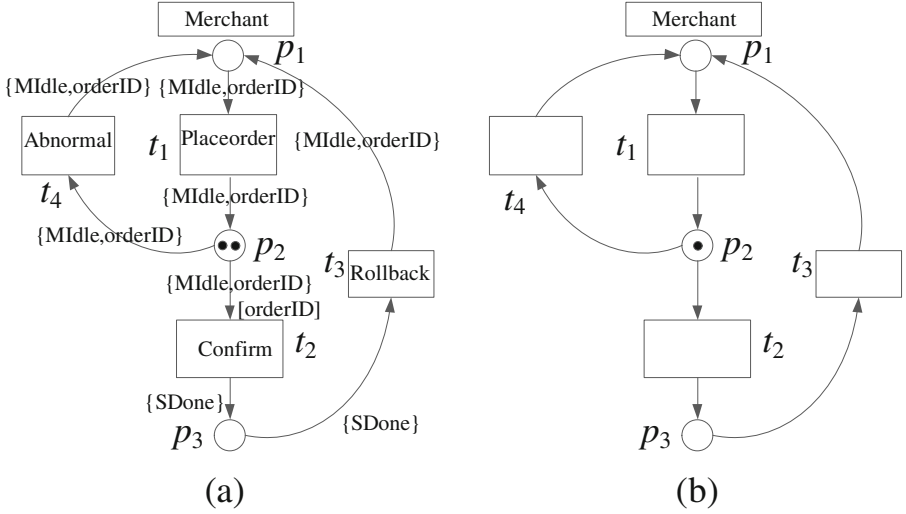 Merchant
p1
{MIdle,orderID} {MIdle,orderID}
Abnormal
t1
Placeorder
{MIdle,orderID}
t4
{MIdle,orderID}
{MIdle,orderID}
p2
t3
Rollback
{MIdle,orderID}
[orderID]
Confirm
t2
{SDone}
{SDone}
p3
(a)
Merchant
p1
t1
t4
p2
t3
t2
p3
(b)